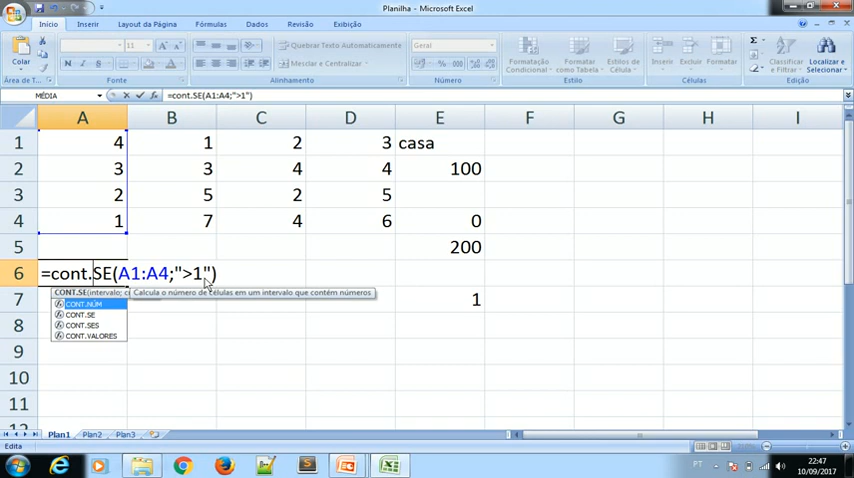 Planilha - Microsoft Excel
Início Inserir Layout da Página Fórmulas Dados Revisão Exibição
Colar
11 A A
Quebrar Texto Automaticamente
Geral
N I S
Mesclar e Centralizar
% 000
Formatação Condicional
Formatar como Tabela
Estilos de Célula
Inserir Excluir Formatar
Classificar e Filtrar
Localizar e Selecionar
Área de T... Fonte Alinhamento Número Estilo Células Edição
MÉDIA =cont.SE(A1:A4;">1")
A B C D E F G H I
1 4 1 2 3 casa
2 3 3 4 4 100
3 2 5 2 5
4 1 7 4 6 0
5 200
6 =cont.SE(A1:A4;">1")
CONT.SE(intervalo; Calcula o número de células em um intervalo que contém números
7 1
CONT.NÚM
CONT.SE
CONT.SES
CONT.VALORES
8
9
10
11
12
Plan1 Plan2 Plan3
Edita
PT 22:47
10/09/2017